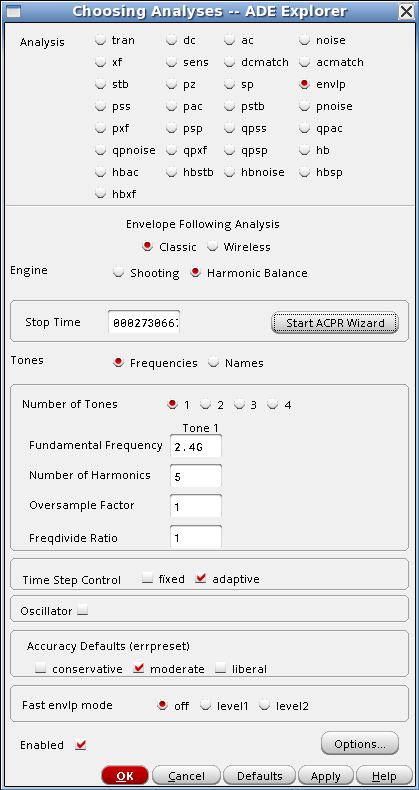 Choosing Analyses -- ADE Explorer
Analysis
tran dc ac noise
xf sens dcmatch acmatch
stb pz sp envlp
pss pac pstb pnoise
pxf psp qpss qpac
qpnoise qpxf qpsp hb
hbac hbstb hbnoise hbsp
hbxf
Envelope Following Analysis
Classic Wireless
Engine Shooting Harmonic Balance
Stop Time 0002730667 Start ACPR Wizard
Tones Frequencies Names
Number of Tones 1 2 3 4
Tone 1
Fundamental Frequency 2.4G
Number of Harmonics 5
Oversample Factor 1
Freqdivide Ratio 1
Time Step Control fixed adaptive
Oscillator
Accuracy Defaults (errpreset)
conservative moderate liberal
Fast envlp mode off level1 level2
Enabled Options...
OK Cancel Defaults Apply Help